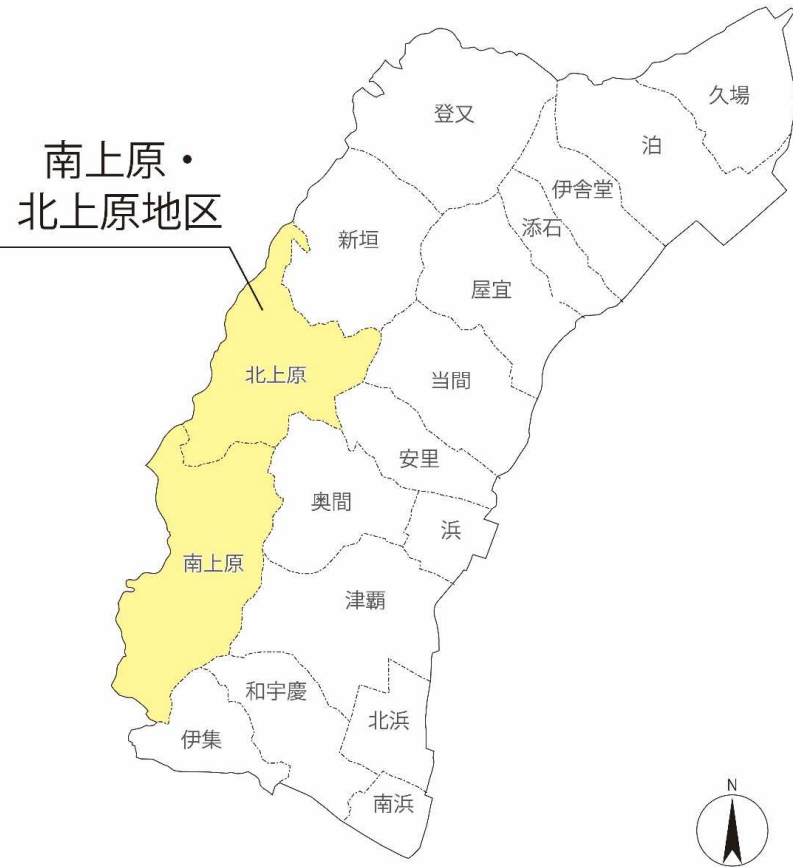 南上原・
北上原地区
久場
登又
泊
伊舎堂
添石
新垣
屋宜
北上原
当間
安里
奥間
浜
南上原
津覇
和宇慶
北浜
伊集
南浜
N